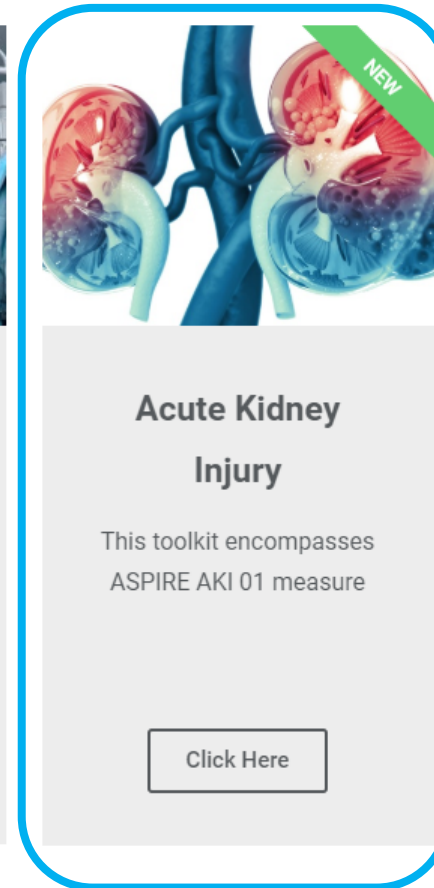 NEW
Acute Kidney
Injury
This toolkit encompasses
ASPIRE AKI 01 measure
Click Here